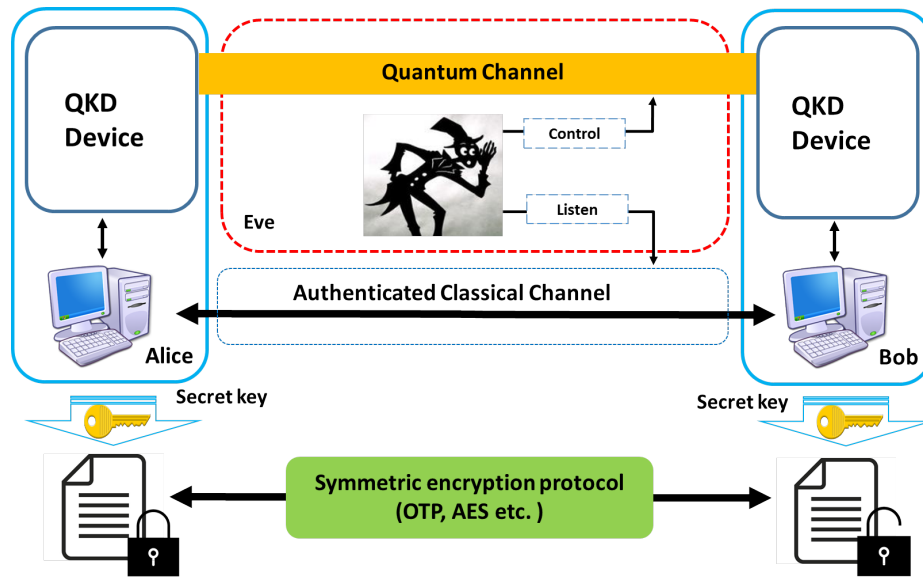 Quantum Channel
QKD
Device
QKD
Device
Control
Listen
Eve
Authenticated Classical Channel
Alice
Bob
Secret key
Secret key
Symmetric encryption protocol
(OTP, AES etc. )